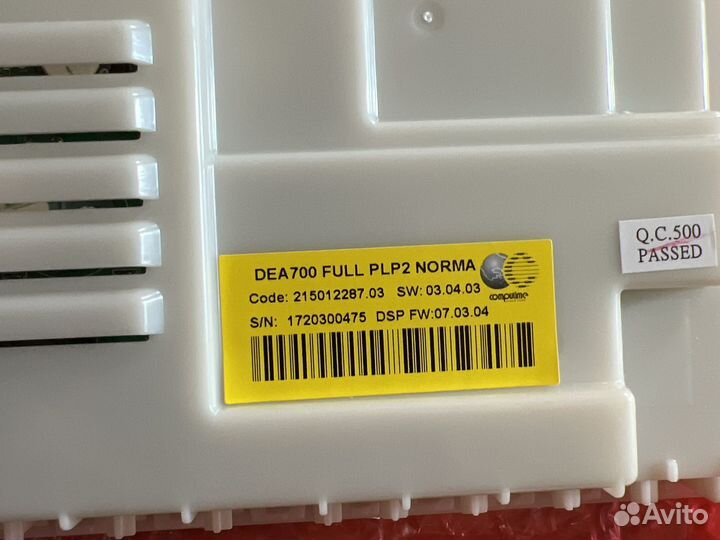 Q.C.500
PASSED
DEA700 FULL PLP2 NORMA
Code: 215012287.03 SW: 03.04.03
computime
S/N: 1720300475 DSP FW:07.03.04
Avito